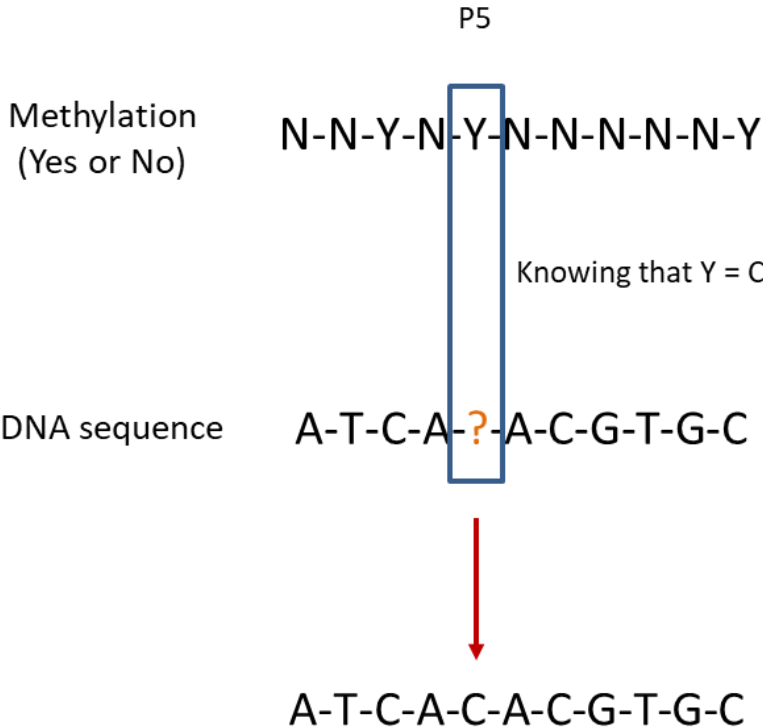 P5
Methylation
(Yes or No)
N-N-Y-N-Y-N-N-N-N-N-Y
Knowing that Y = C
DNA sequence
A-T-C-A-?-A-C-G-T-G-C
A-T-C-A-C-A-C-G-T-G-C